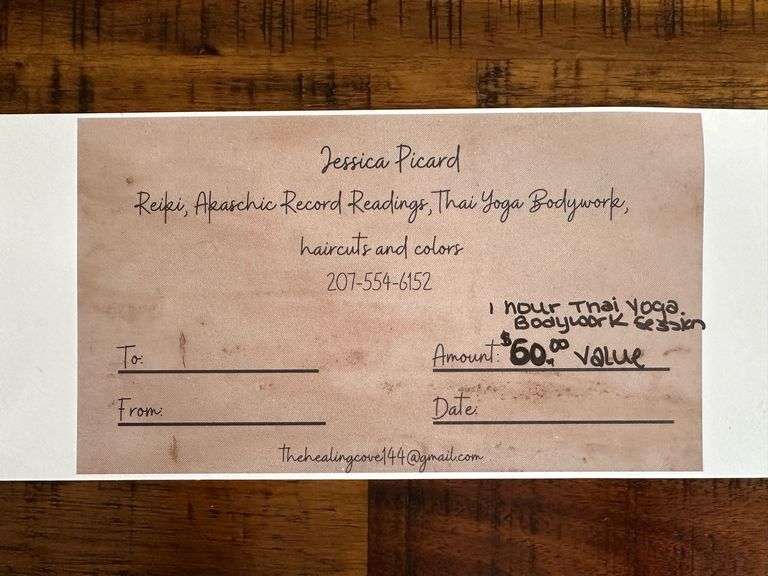 Jessica Picard
Reiki, Akaschic Record Readings, Thai Yoga Bodywork,
haircuts and colors
207-554-6152
1 hour Thai Yoga
Bodywork Session
To:
Amount: $60.00 value
From:
Date:
thehealingcove144@gmail.com